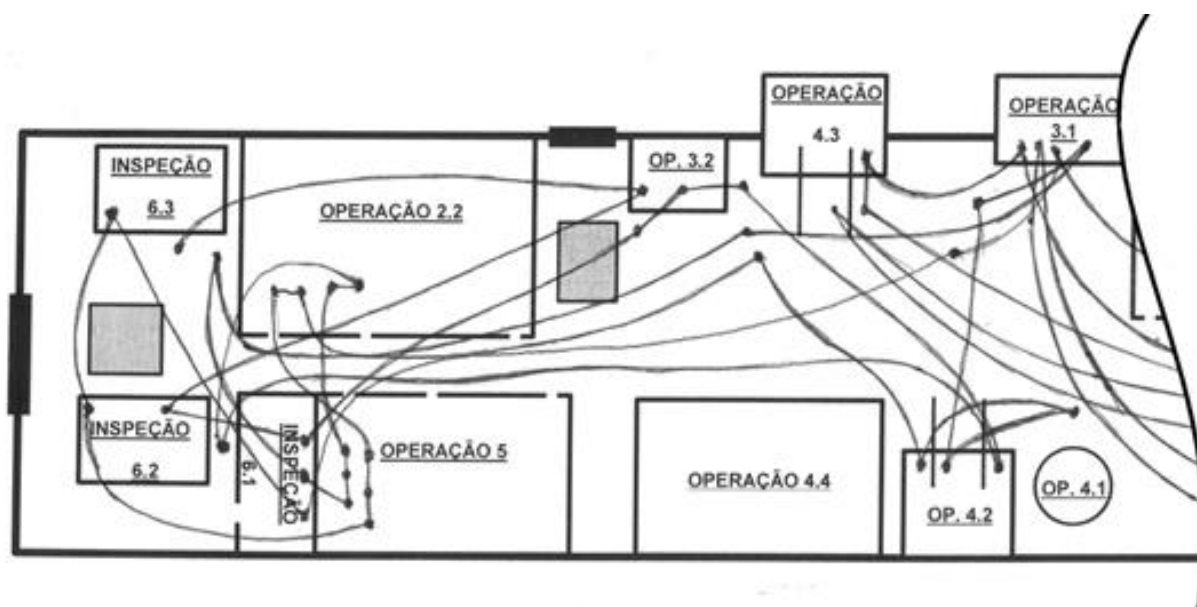 OPERAÇÃO
4.3
OPERAÇÃO
3.1
INSPEÇÃO
6.3
OP. 3.2
OPERAÇÃO 2.2
INSPEÇÃO
6.2
6.1
INSPEÇÃO
OPERAÇÃO 5
OPERAÇÃO 4.4
OP. 4.2
OP. 4.1